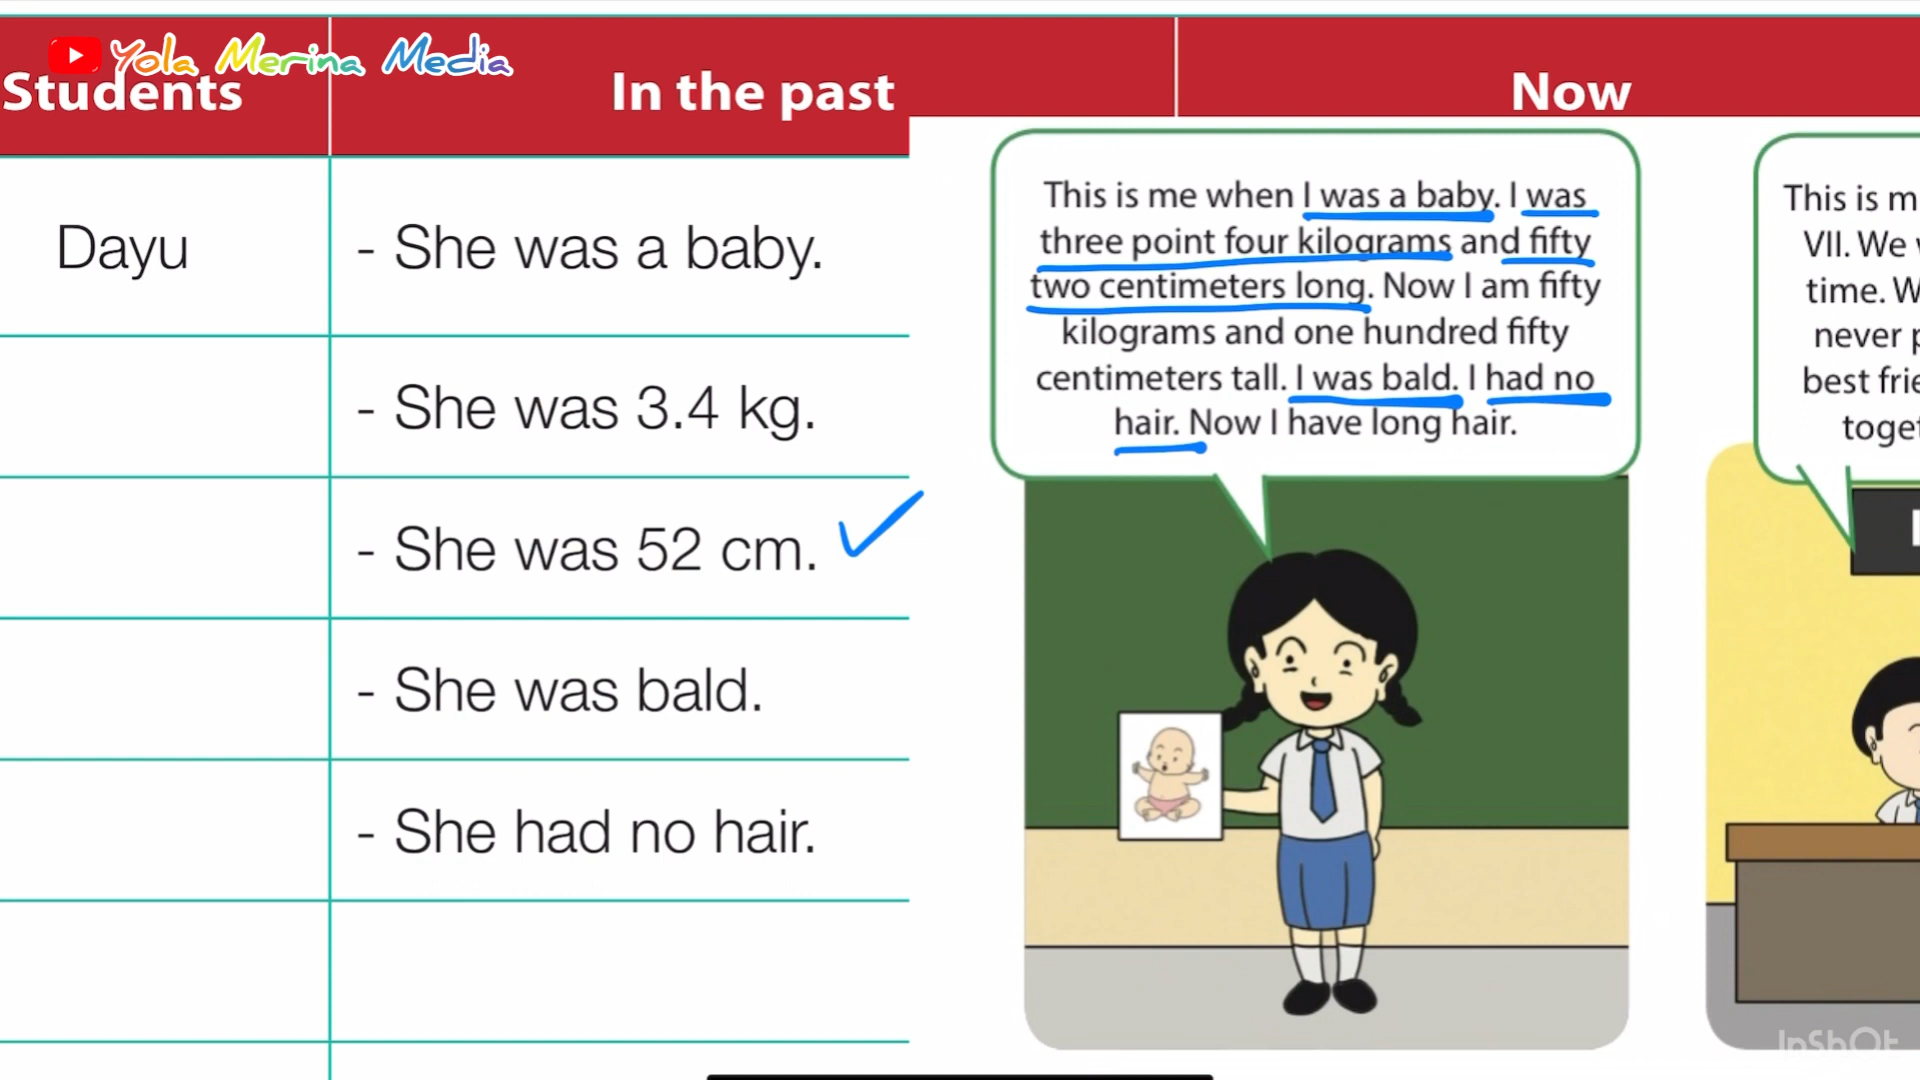 Yola Merina Media
Students
In the past
Now
Dayu
- She was a baby.
- She was 3.4 kg.
- She was 52 cm.
- She was bald.
- She had no hair.
This is me when I was a baby. I was
three point four kilograms and fifty
two centimeters long. Now I am fifty
kilograms and one hundred fifty
centimeters tall. I was bald. I had no
hair. Now I have long hair.
This is m
VII. We
time. W
never p
best frie
toget
InShOt